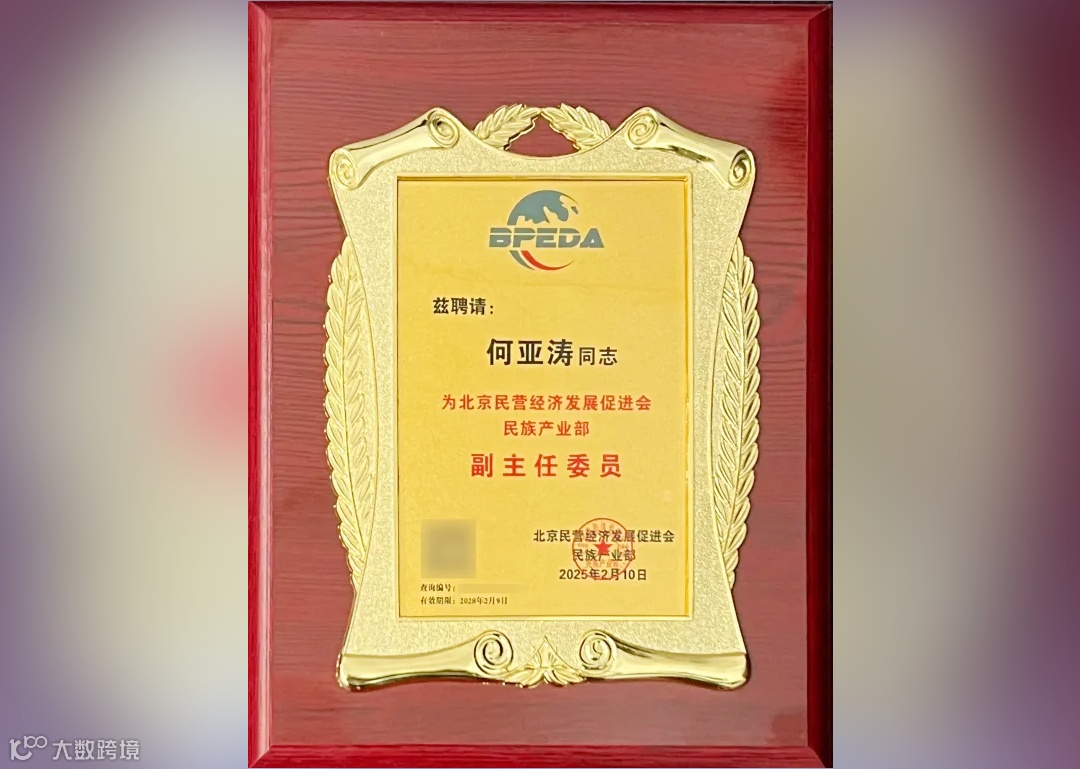 BPEDA
兹聘请:
何亚涛同志
为北京民营经济发展促进会
民族产业部
副主任委员
北京民营经济发展促进会
民族产业部
2025年2月10日
查询编号:
有效期限:2028年2月9日
大数跨境